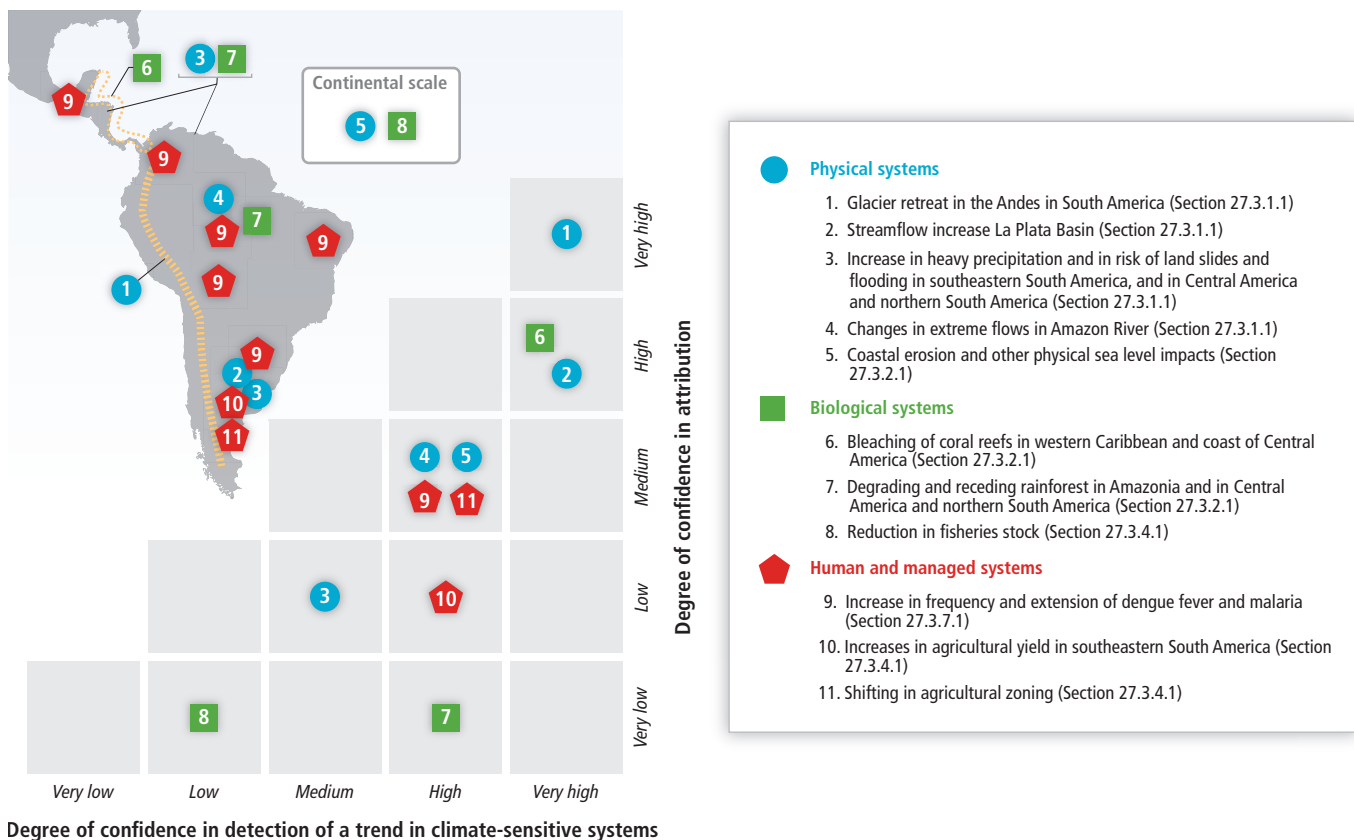 6
3 7
Continental scale
5 8
9
9
4
7
9
9
1
9
9
2
3
10
11
1
6
2
4 5
9 11
3
10
8
7
Very high
High
Medium
Low
Very low
Degree of confidence in attribution
Very low Low Medium High Very high
Degree of confidence in detection of a trend in climate-sensitive systems
Physical systems
1. Glacier retreat in the Andes in South America (Section 27.3.1.1)
2. Streamflow increase La Plata Basin (Section 27.3.1.1)
3. Increase in heavy precipitation and in risk of land slides and
flooding in southeastern South America, and in Central America
and northern South America (Section 27.3.1.1)
4. Changes in extreme flows in Amazon River (Section 27.3.1.1)
5. Coastal erosion and other physical sea level impacts (Section
27.3.2.1)
Biological systems
6. Bleaching of coral reefs in western Caribbean and coast of Central
America (Section 27.3.2.1)
7. Degrading and receding rainforest in Amazonia and in Central
America and northern South America (Section 27.3.2.1)
8. Reduction in fisheries stock (Section 27.3.4.1)
Human and managed systems
9. Increase in frequency and extension of dengue fever and malaria
(Section 27.3.7.1)
10. Increases in agricultural yield in southeastern South America (Section
27.3.4.1)
11. Shifting in agricultural zoning (Section 27.3.4.1)